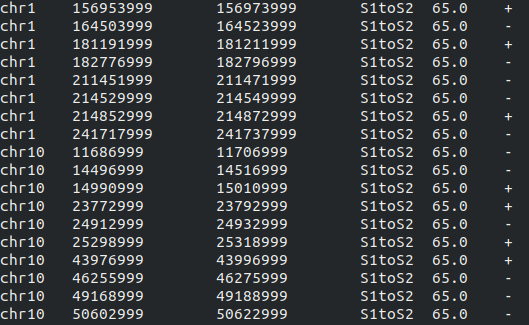 chr1 156953999 156973999 S1toS2 65.0 +
chr1 164503999 164523999 S1toS2 65.0 -
chr1 181191999 181211999 S1toS2 65.0 +
chr1 182776999 182796999 S1toS2 65.0 -
chr1 211451999 211471999 S1toS2 65.0 -
chr1 214529999 214549999 S1toS2 65.0 -
chr1 214852999 214872999 S1toS2 65.0 +
chr1 241717999 241737999 S1toS2 65.0 -
chr10 11686999 11706999 S1toS2 65.0 -
chr10 14496999 14516999 S1toS2 65.0 -
chr10 14990999 15010999 S1toS2 65.0 +
chr10 23772999 23792999 S1toS2 65.0 +
chr10 24912999 24932999 S1toS2 65.0 -
chr10 25298999 25318999 S1toS2 65.0 +
chr10 43976999 43996999 S1toS2 65.0 +
chr10 46255999 46275999 S1toS2 65.0 -
chr10 49168999 49188999 S1toS2 65.0 -
chr10 50602999 50622999 S1toS2 65.0 -